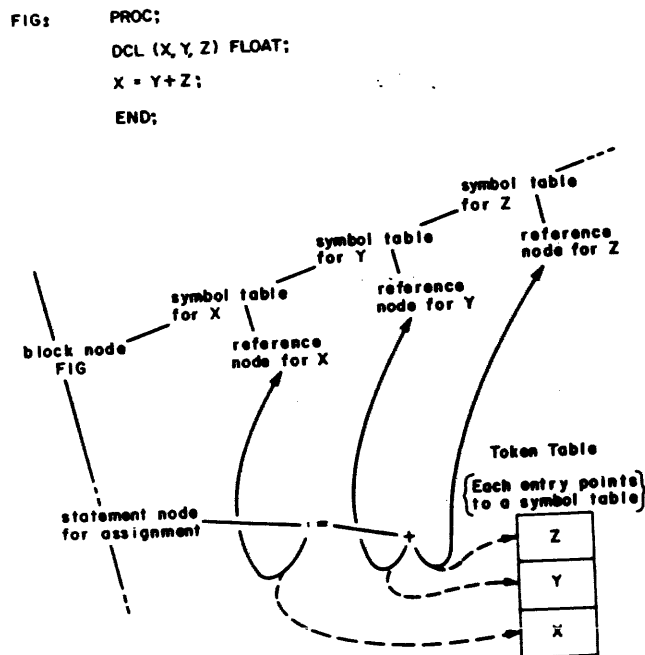 FIG: PROC;
DCL (X, Y, Z) FLOAT;
X = Y+Z;
END;
symbol table
for Z
reference
node for Z
symbol table
for Y
reference
node for Y
symbol table
for X
reference
node for X
block node
FIG
Token Table
{Each entry points
to a symbol table}
statement node
for assignment
=
+
Z
Y
X